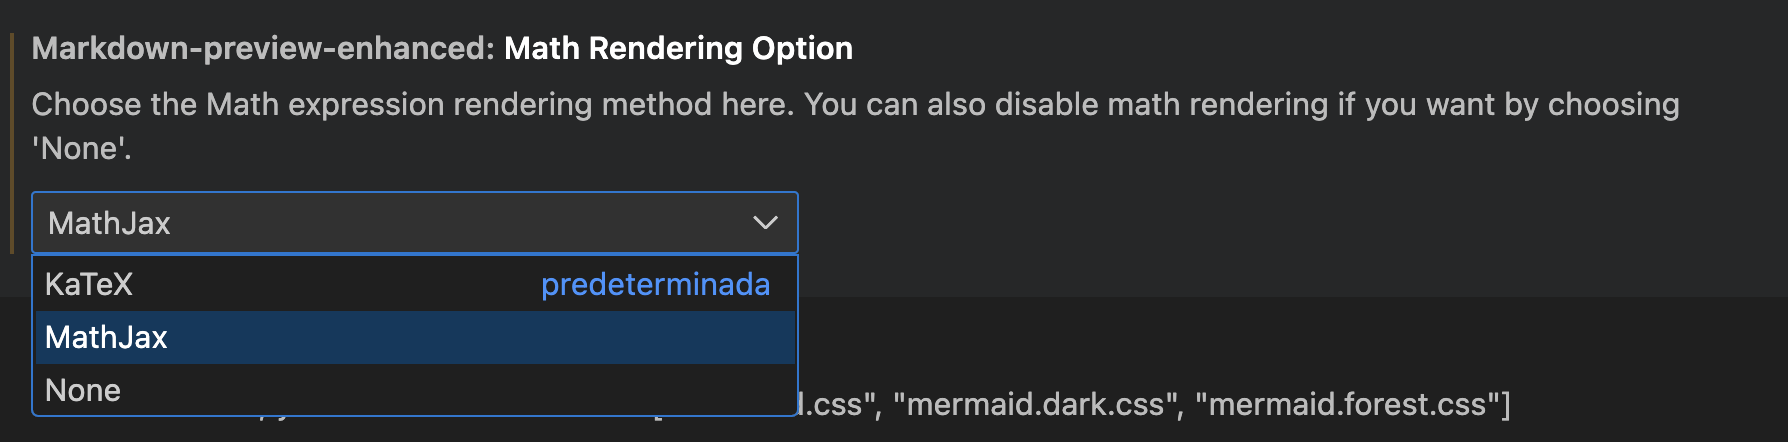 Markdown-preview-enhanced: Math Rendering Option
Choose the Math expression rendering method here. You can also disable math rendering if you want by choosing
'None'.
MathJax
KaTeX predeterminada
MathJax
None
.css", "mermaid.dark.css", "mermaid.forest.css"]